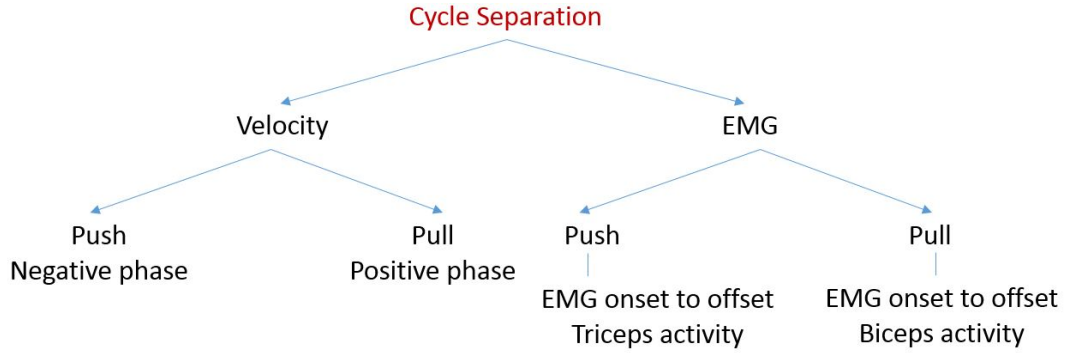 Cycle Separation
Velocity
EMG
Push
Negative phase
Pull
Positive phase
Push
EMG onset to offset
Triceps activity
Pull
EMG onset to offset
Biceps activity